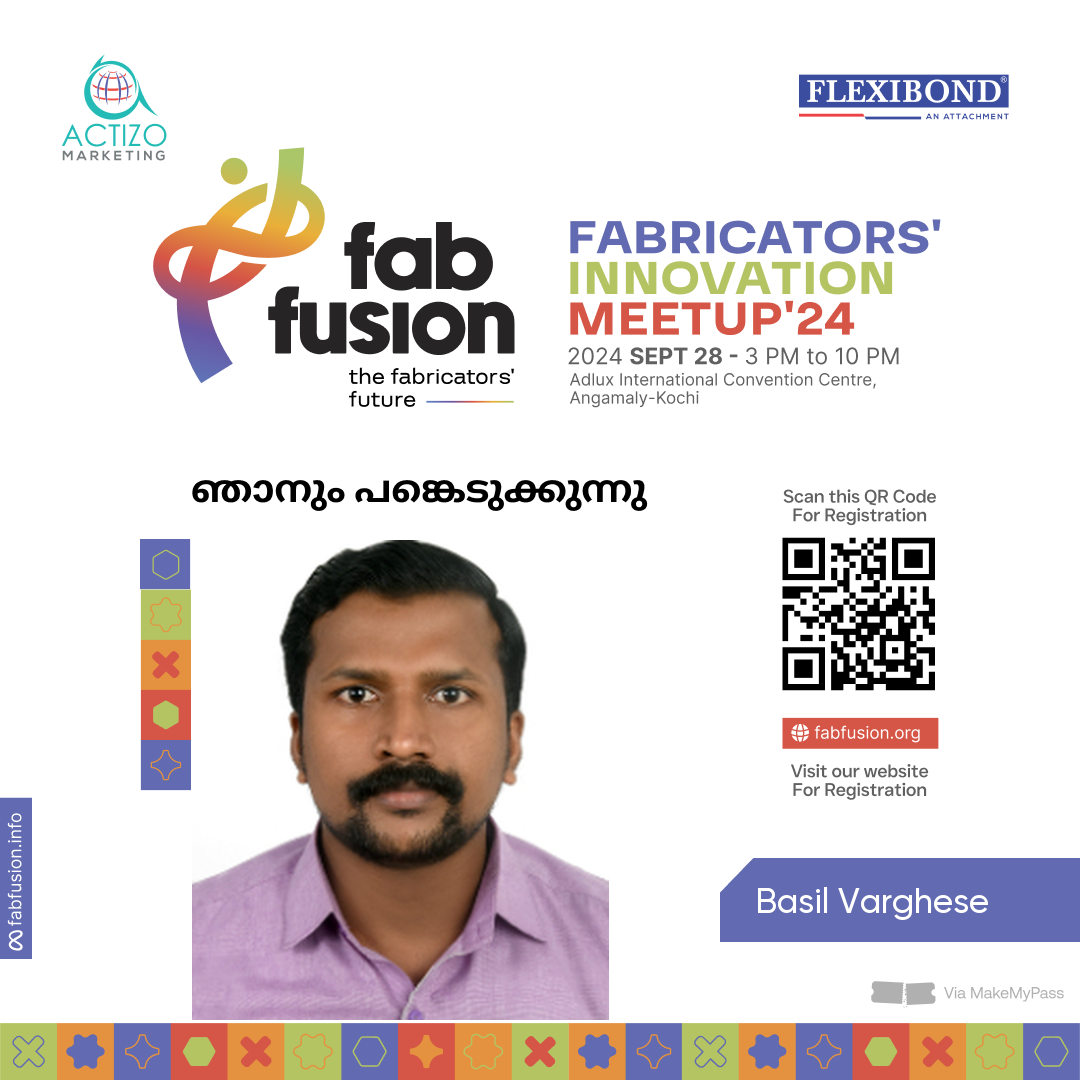 ACTIZO
MARKETING
FLEXIBOND®
AN ATTACHMENT
fab
fusion
the fabricators'
future
FABRICATORS'
INNOVATION
MEETUP'24
2024 SEPT 28 - 3 PM to 10 PM
Adlux International Convention Centre,
Angamaly-Kochi
ഞാനും പങ്കെടുക്കുന്നു
Scan this QR Code
For Registration
fabfusion.org
Visit our website
For Registration
fabfusion.info
Basil Varghese
Via MakeMyPass